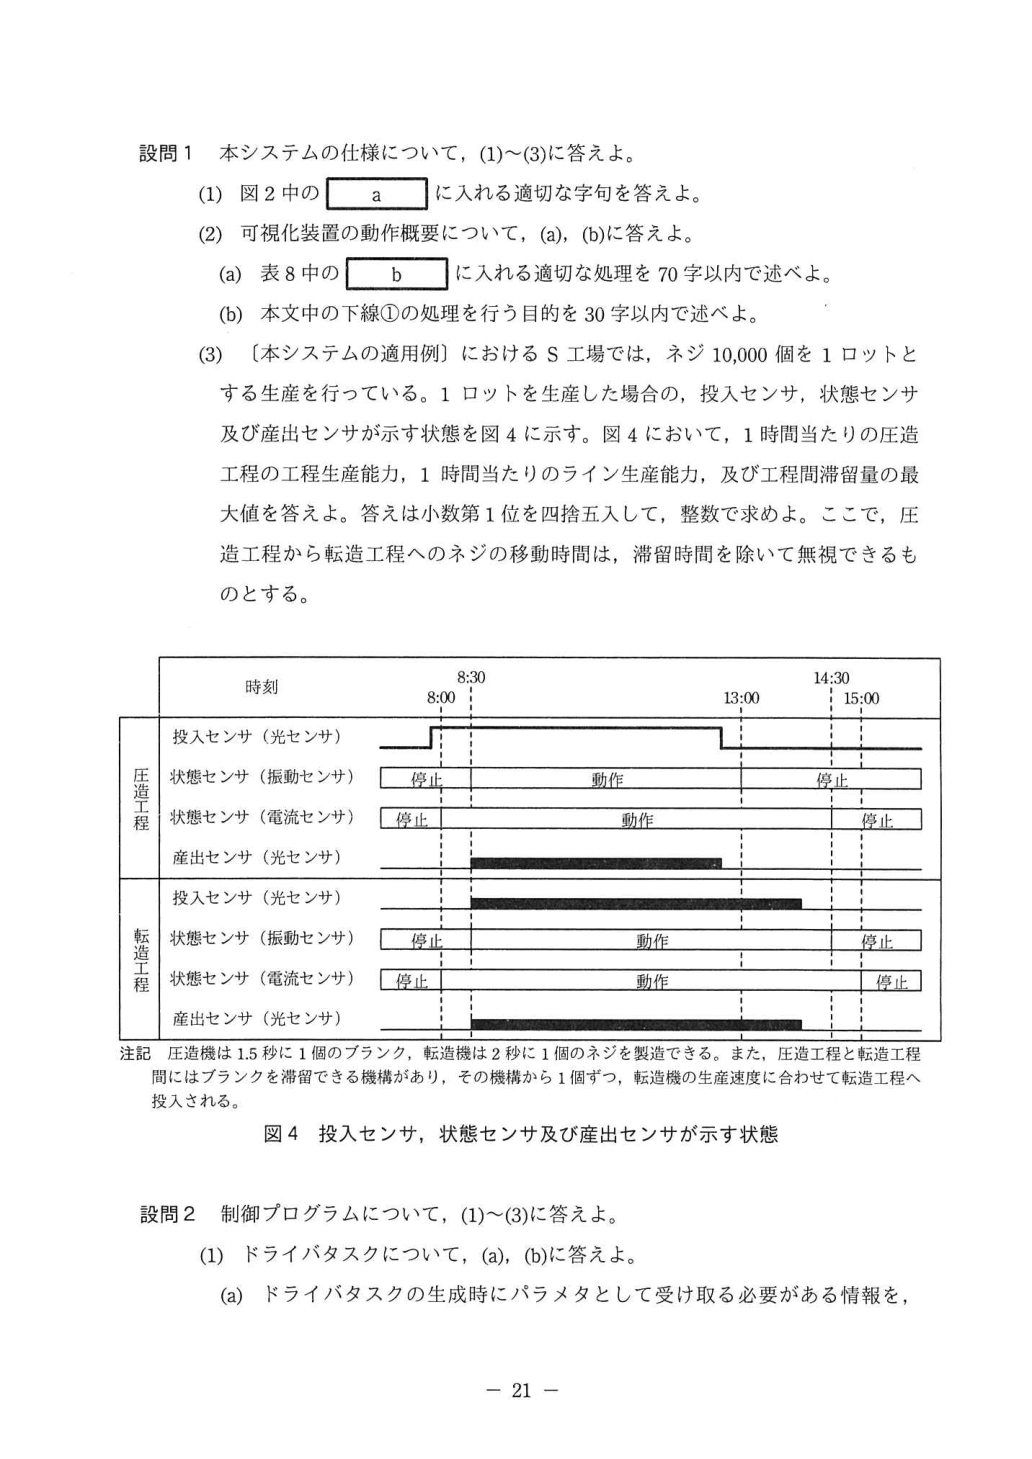 設問1 本システムの仕様について，(1)～(3)に答えよ。
(1) 図2中の a に入れる適切な字句を答えよ。
(2) 可視化装置の動作概要について，(a)，(b)に答えよ。
(a) 表8中の b に入れる適切な処理を 70 字以内で述べよ。
(b) 本文中の下線①の処理を行う目的を 30 字以内で述べよ。
(3) 〔本システムの適用例〕における S 工場では，ネジ 10,000 個を 1 ロットと
する生産を行っている。1 ロットを生産した場合の，投入センサ，状態センサ
及び産出センサが示す状態を図 4 に示す。図 4 において，1 時間当たりの圧造
工程の工程生産能力，1 時間当たりのライン生産能力，及び工程間滞留量の最
大値を答えよ。答えは小数第 1 位を四捨五入して，整数で求めよ。ここで，圧
造工程から転造工程へのネジの移動時間は，滞留時間を除いて無視できるも
のとする。
時刻 8:00 8:30 13:00 14:30 15:00
圧造工程
投入センサ（光センサ）
状態センサ（振動センサ） 停止 動作 停止
状態センサ（電流センサ） 停止 動作 停止
産出センサ（光センサ）
転造工程
投入センサ（光センサ）
状態センサ（振動センサ） 停止 動作 停止
状態センサ（電流センサ） 停止 動作 停止
産出センサ（光センサ）
注記 圧造機は 1.5 秒に 1 個のブランク，転造機は 2 秒に 1 個のネジを製造できる。また，圧造工程と転造工程
間にはブランクを滞留できる機構があり，その機構から 1 個ずつ，転造機の生産速度に合わせて転造工程へ
投入される。
図4 投入センサ，状態センサ及び産出センサが示す状態
設問2 制御プログラムについて，(1)～(3)に答えよ。
(1) ドライバタスクについて，(a)，(b)に答えよ。
(a) ドライバタスクの生成時にパラメタとして受け取る必要がある情報を，
－ 21 －